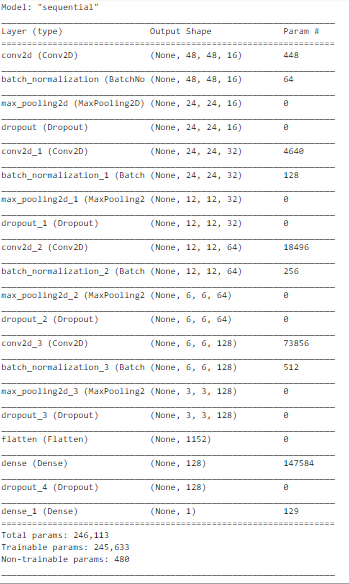 Model: "sequential"
Layer (type) Output Shape Param #
conv2d (Conv2D) (None, 48, 48, 16) 448
batch_normalization (BatchNo (None, 48, 48, 16) 64
max_pooling2d (MaxPooling2D) (None, 24, 24, 16) 0
dropout (Dropout) (None, 24, 24, 16) 0
conv2d_1 (Conv2D) (None, 24, 24, 32) 4640
batch_normalization_1 (Batch (None, 24, 24, 32) 128
max_pooling2d_1 (MaxPooling2 (None, 12, 12, 32) 0
dropout_1 (Dropout) (None, 12, 12, 32) 0
conv2d_2 (Conv2D) (None, 12, 12, 64) 18496
batch_normalization_2 (Batch (None, 12, 12, 64) 256
max_pooling2d_2 (MaxPooling2 (None, 6, 6, 64) 0
dropout_2 (Dropout) (None, 6, 6, 64) 0
conv2d_3 (Conv2D) (None, 6, 6, 128) 73856
batch_normalization_3 (Batch (None, 6, 6, 128) 512
max_pooling2d_3 (MaxPooling2 (None, 3, 3, 128) 0
dropout_3 (Dropout) (None, 3, 3, 128) 0
flatten (Flatten) (None, 1152) 0
dense (Dense) (None, 128) 147584
dropout_4 (Dropout) (None, 128) 0
dense_1 (Dense) (None, 1) 129
Total params: 246,113
Trainable params: 245,633
Non-trainable params: 480